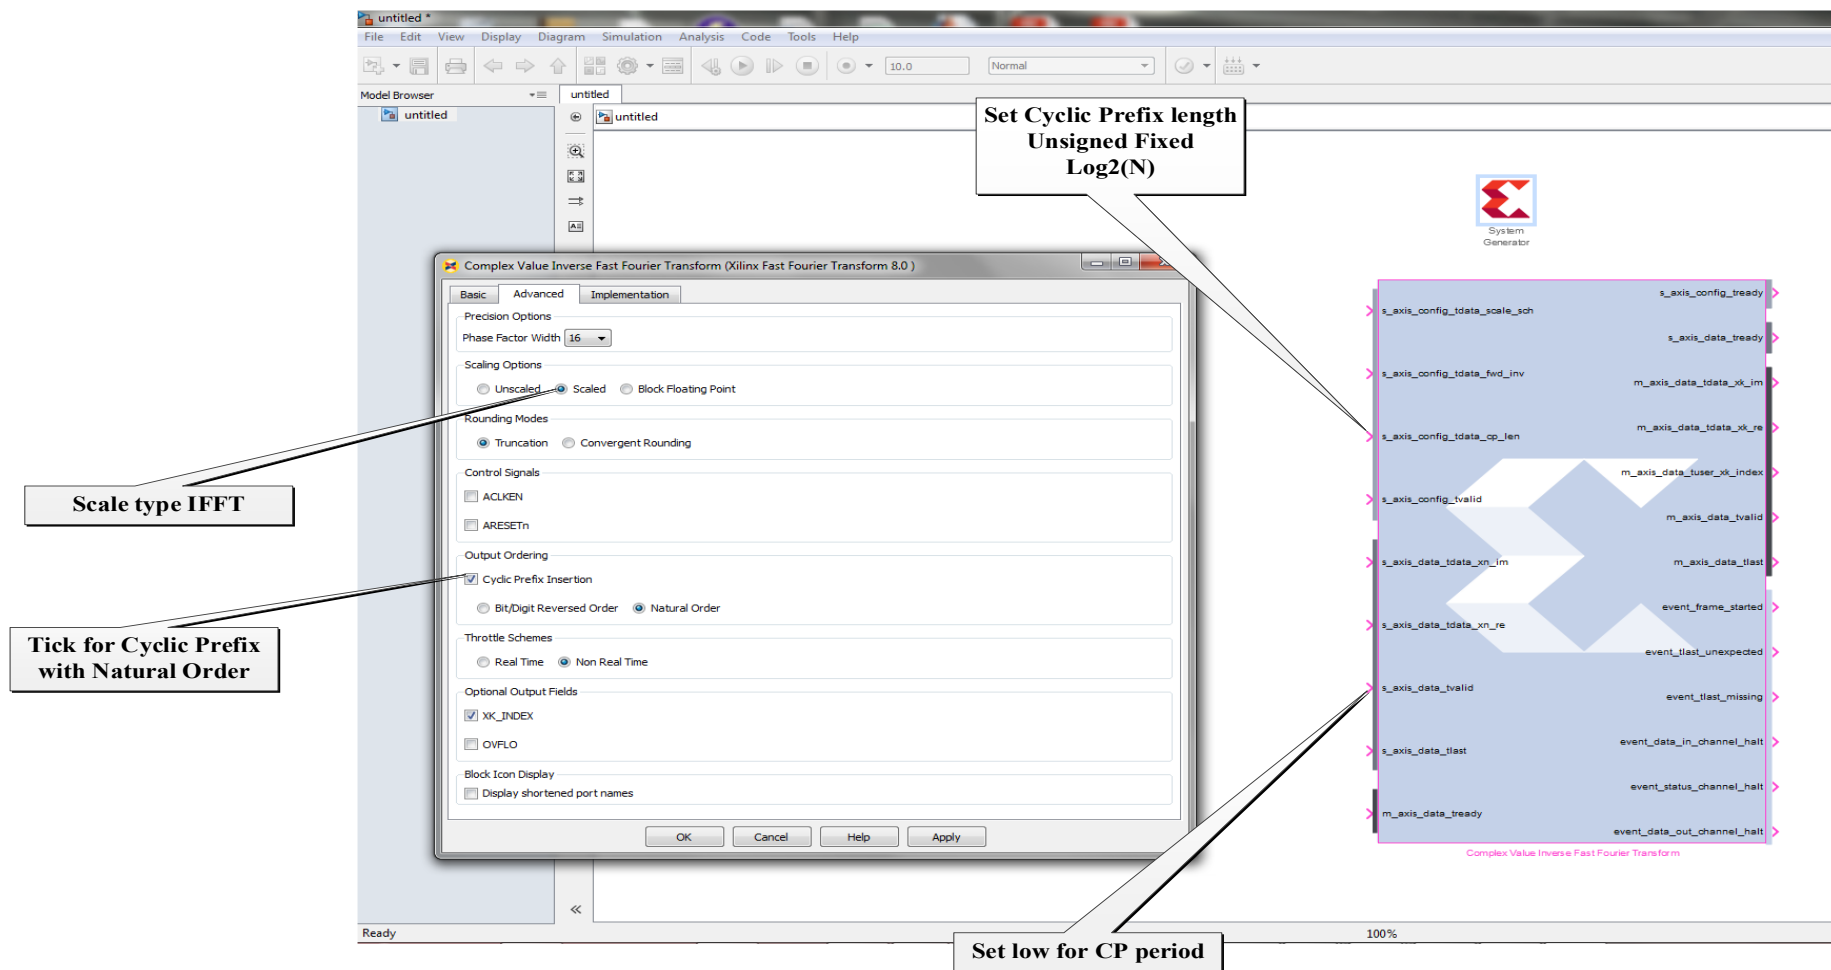 untitled *
File Edit View Display Diagram Simulation Analysis Code Tools Help
10.0 Normal
Model Browser
untitled
untitled
untitled
Set Cyclic Prefix length
Unsigned Fixed
Log2(N)
System
Generator
Complex Value Inverse Fast Fourier Transform (Xilinx Fast Fourier Transform 8.0 )
Basic Advanced Implementation
Precision Options
Phase Factor Width 16
Scaling Options
Unscaled Scaled Block Floating Point
Rounding Modes
Truncation Convergent Rounding
Control Signals
ACLKEN
ARESETn
Output Ordering
Cyclic Prefix Insertion
Bit/Digit Reversed Order Natural Order
Throttle Schemes
Real Time Non Real Time
Optional Output Fields
XK_INDEX
OVFLO
Block Icon Display
Display shortened port names
OK Cancel Help Apply
Scale type IFFT
Tick for Cyclic Prefix
with Natural Order
s_axis_config_tdata_scale_sch
s_axis_config_tdata_fwd_inv
s_axis_config_tdata_cp_len
s_axis_config_tvalid
s_axis_data_tdata_xn_im
s_axis_data_tdata_xn_re
s_axis_data_tvalid
s_axis_data_tlast
m_axis_data_tready
s_axis_config_tready
s_axis_data_tready
m_axis_data_tdata_xk_im
m_axis_data_tdata_xk_re
m_axis_data_tuser_xk_index
m_axis_data_tvalid
m_axis_data_tlast
event_frame_started
event_tlast_unexpected
event_tlast_missing
event_data_in_channel_halt
event_status_channel_halt
event_data_out_channel_halt
Complex Value Inverse Fast Fourier Transform
Set low for CP period
Ready
100%